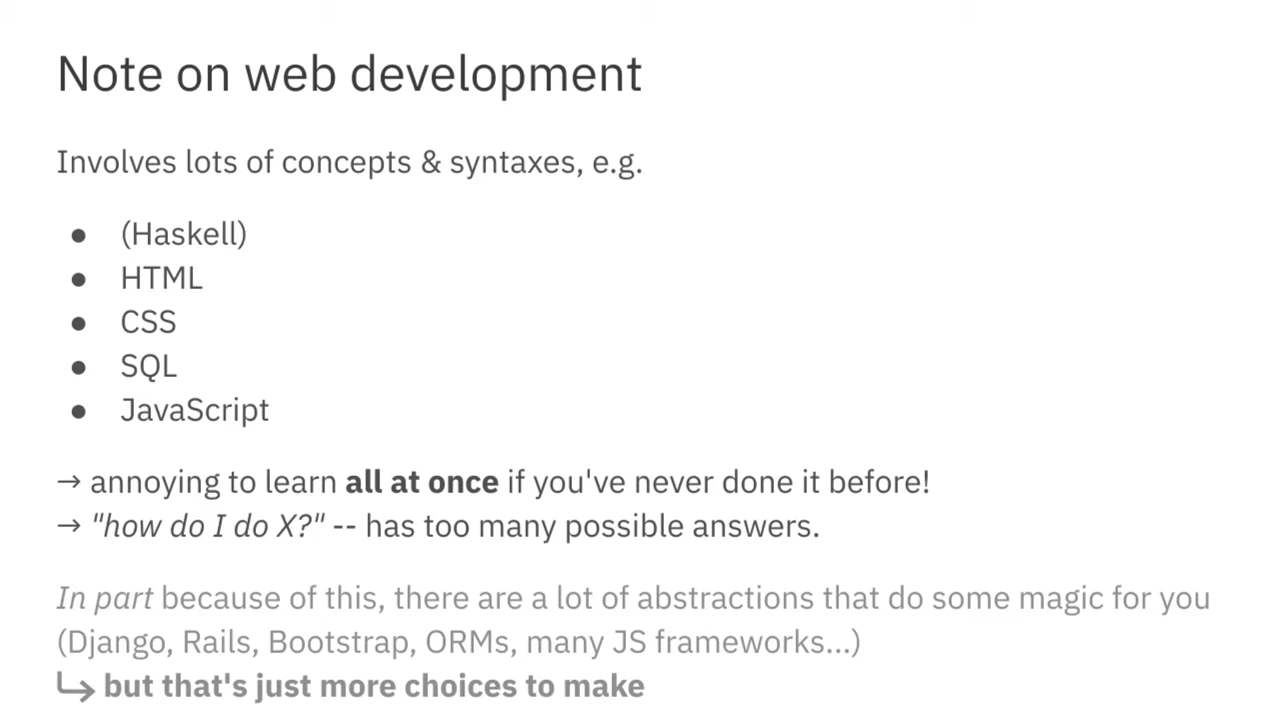 Note on web development
Involves lots of concepts & syntaxes, e.g.
● (Haskell)
● HTML
● CSS
● SQL
● JavaScript
→ annoying to learn all at once if you've never done it before!
→ "how do I do X?" -- has too many possible answers.
In part because of this, there are a lot of abstractions that do some magic for you
(Django, Rails, Bootstrap, ORMs, many JS frameworks...)
↳ but that's just more choices to make